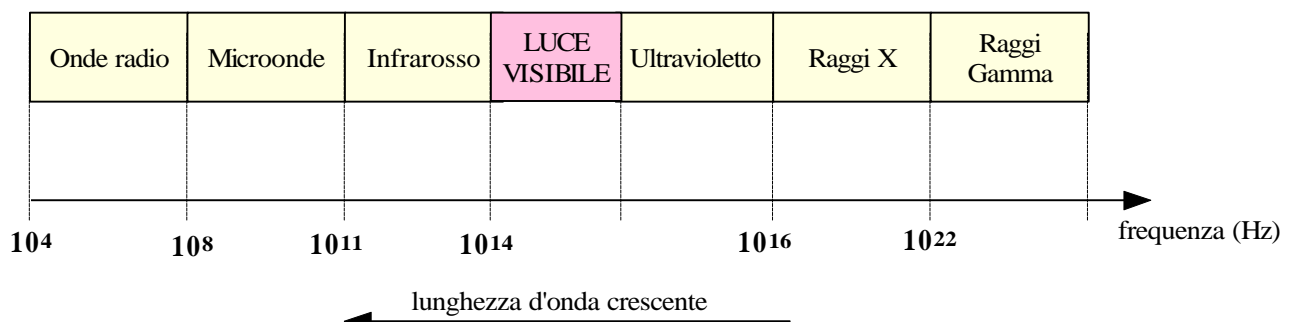 Onde radio
Microonde
Infrarosso
LUCE
VISIBILE
Ultravioletto
Raggi X
Raggi
Gamma
10⁴
10⁸
10¹¹
10¹⁴
10¹⁶
10²²
frequenza (Hz)
lunghezza d'onda crescente